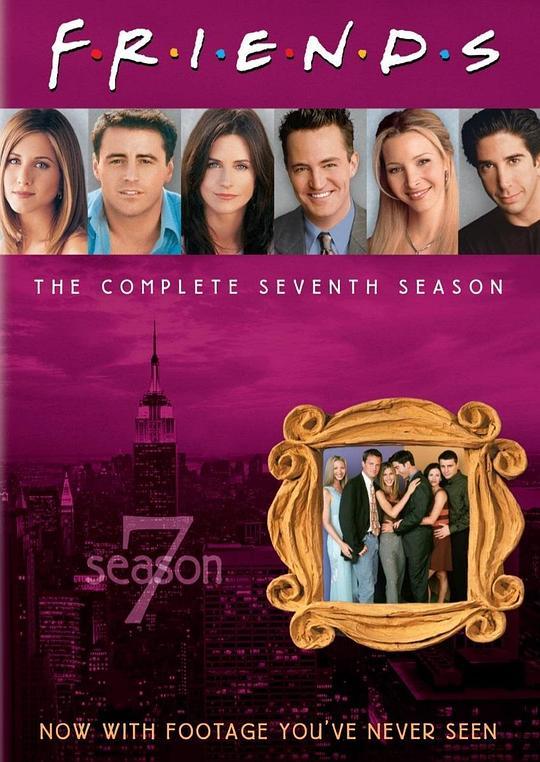 F·R·I·E·N·D·S
THE COMPLETE SEVENTH SEASON
7
season
NOW WITH FOOTAGE YOU'VE NEVER SEEN